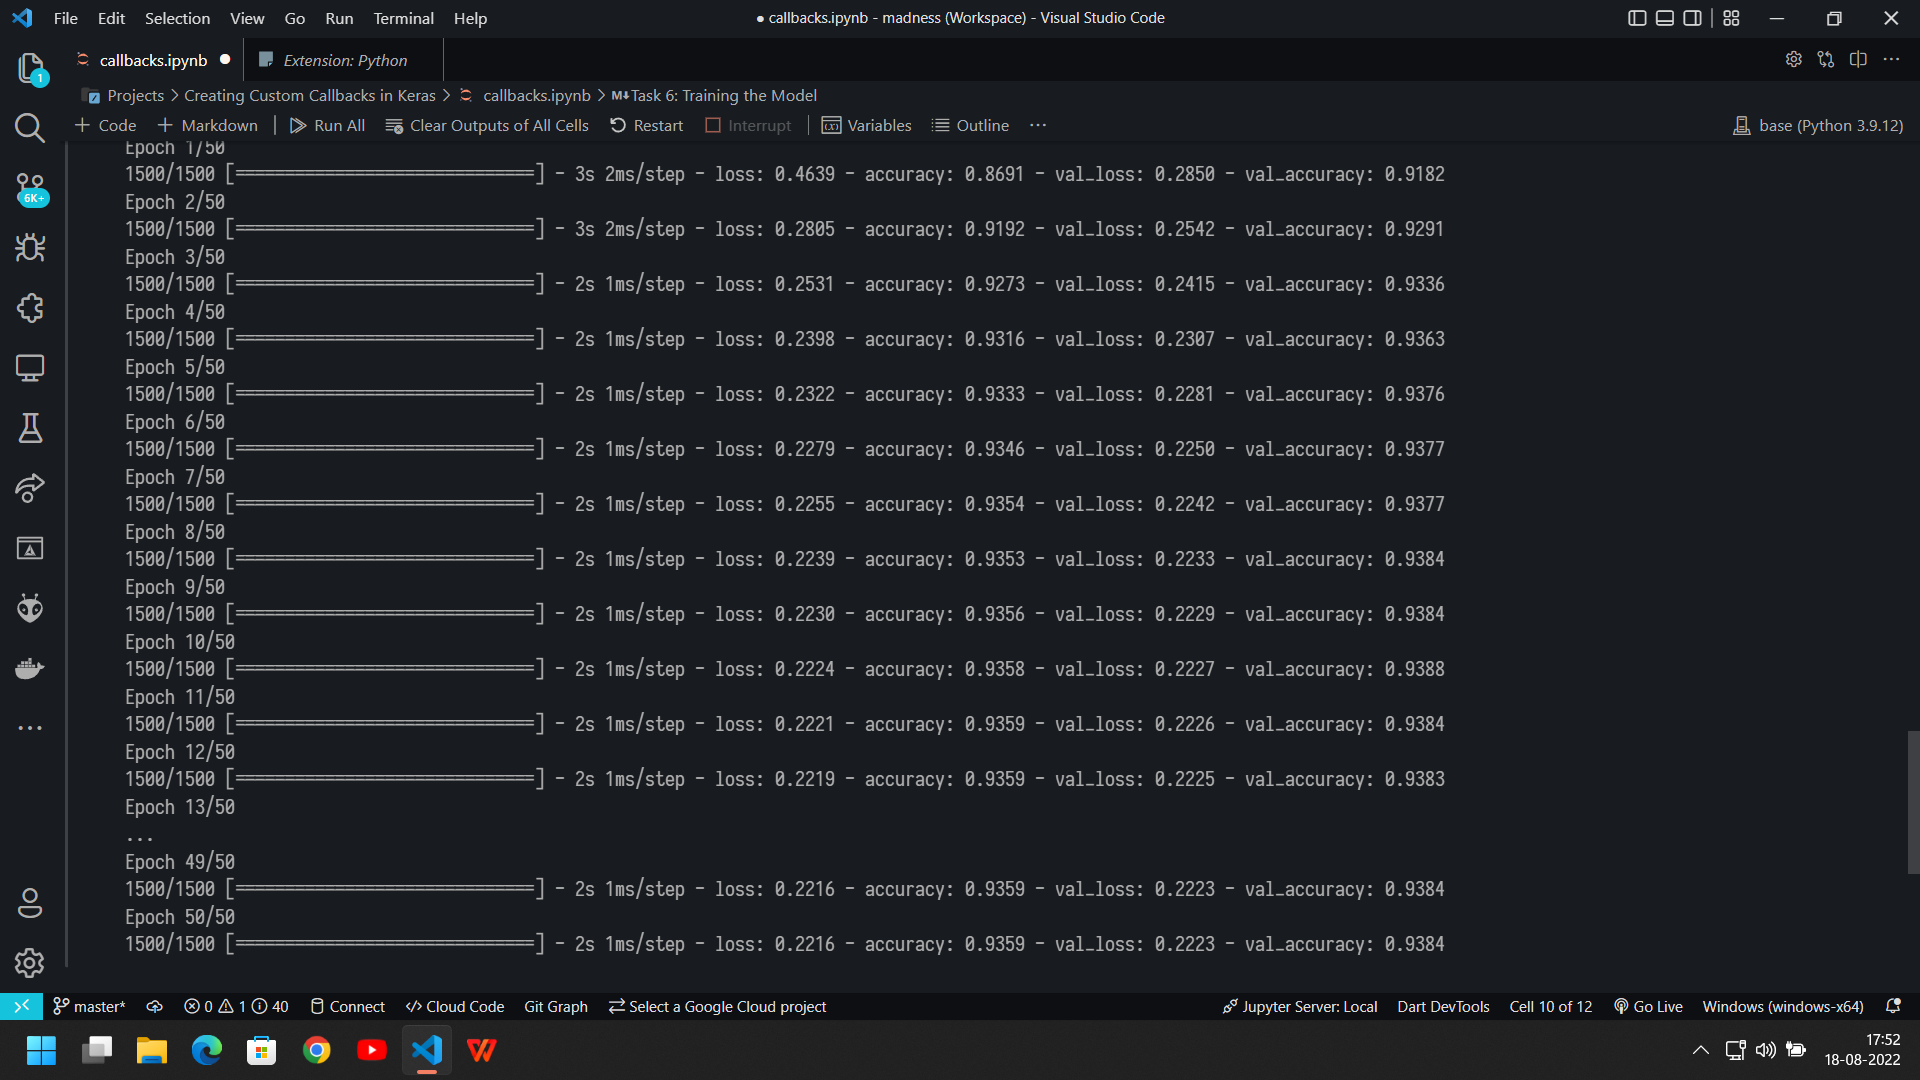 File Edit Selection View Go Run Terminal Help
● callbacks.ipynb - madness (Workspace) - Visual Studio Code
callbacks.ipynb
Extension: Python
1
Projects > Creating Custom Callbacks in Keras > callbacks.ipynb > M↓Task 6: Training the Model
+ Code + Markdown Run All Clear Outputs of All Cells Restart Interrupt Variables Outline ...
base (Python 3.9.12)
6K+
Epoch 1/50
1500/1500 [==============================] - 3s 2ms/step - loss: 0.4639 - accuracy: 0.8691 - val_loss: 0.2850 - val_accuracy: 0.9182
Epoch 2/50
1500/1500 [==============================] - 3s 2ms/step - loss: 0.2805 - accuracy: 0.9192 - val_loss: 0.2542 - val_accuracy: 0.9291
Epoch 3/50
1500/1500 [==============================] - 2s 1ms/step - loss: 0.2531 - accuracy: 0.9273 - val_loss: 0.2415 - val_accuracy: 0.9336
Epoch 4/50
1500/1500 [==============================] - 2s 1ms/step - loss: 0.2398 - accuracy: 0.9316 - val_loss: 0.2307 - val_accuracy: 0.9363
Epoch 5/50
1500/1500 [==============================] - 2s 1ms/step - loss: 0.2322 - accuracy: 0.9333 - val_loss: 0.2281 - val_accuracy: 0.9376
Epoch 6/50
1500/1500 [==============================] - 2s 1ms/step - loss: 0.2279 - accuracy: 0.9346 - val_loss: 0.2250 - val_accuracy: 0.9377
Epoch 7/50
1500/1500 [==============================] - 2s 1ms/step - loss: 0.2255 - accuracy: 0.9354 - val_loss: 0.2242 - val_accuracy: 0.9377
Epoch 8/50
1500/1500 [==============================] - 2s 1ms/step - loss: 0.2239 - accuracy: 0.9353 - val_loss: 0.2233 - val_accuracy: 0.9384
Epoch 9/50
1500/1500 [==============================] - 2s 1ms/step - loss: 0.2230 - accuracy: 0.9356 - val_loss: 0.2229 - val_accuracy: 0.9384
Epoch 10/50
1500/1500 [==============================] - 2s 1ms/step - loss: 0.2224 - accuracy: 0.9358 - val_loss: 0.2227 - val_accuracy: 0.9388
Epoch 11/50
1500/1500 [==============================] - 2s 1ms/step - loss: 0.2221 - accuracy: 0.9359 - val_loss: 0.2226 - val_accuracy: 0.9384
Epoch 12/50
1500/1500 [==============================] - 2s 1ms/step - loss: 0.2219 - accuracy: 0.9359 - val_loss: 0.2225 - val_accuracy: 0.9383
Epoch 13/50
...
Epoch 49/50
1500/1500 [==============================] - 2s 1ms/step - loss: 0.2216 - accuracy: 0.9359 - val_loss: 0.2223 - val_accuracy: 0.9384
Epoch 50/50
1500/1500 [==============================] - 2s 1ms/step - loss: 0.2216 - accuracy: 0.9359 - val_loss: 0.2223 - val_accuracy: 0.9384
master* 0 1 40 Connect Cloud Code Git Graph Select a Google Cloud project
Jupyter Server: Local Dart DevTools Cell 10 of 12 Go Live Windows (windows-x64)
17:52
18-08-2022